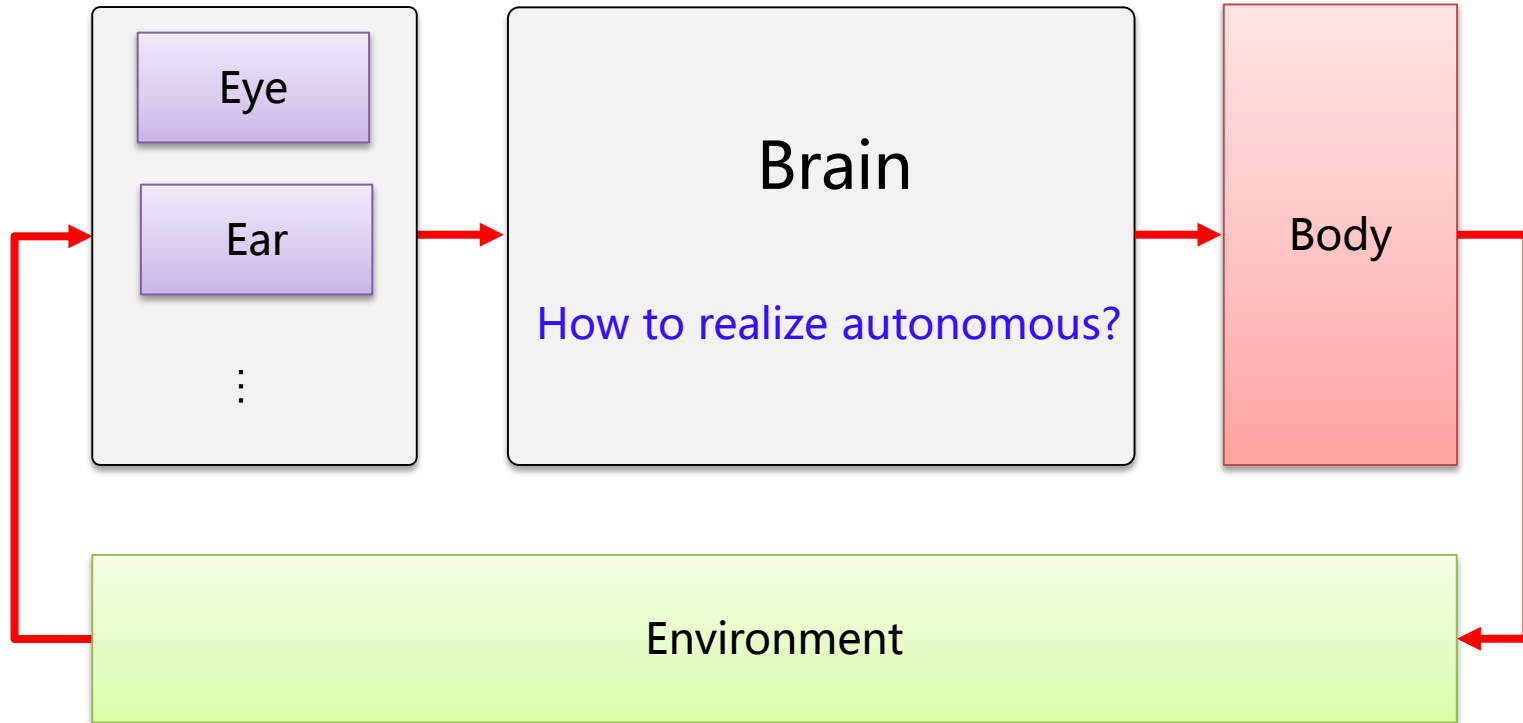 Eye
Ear
⋮
Brain
How to realize autonomous?
Body
Environment